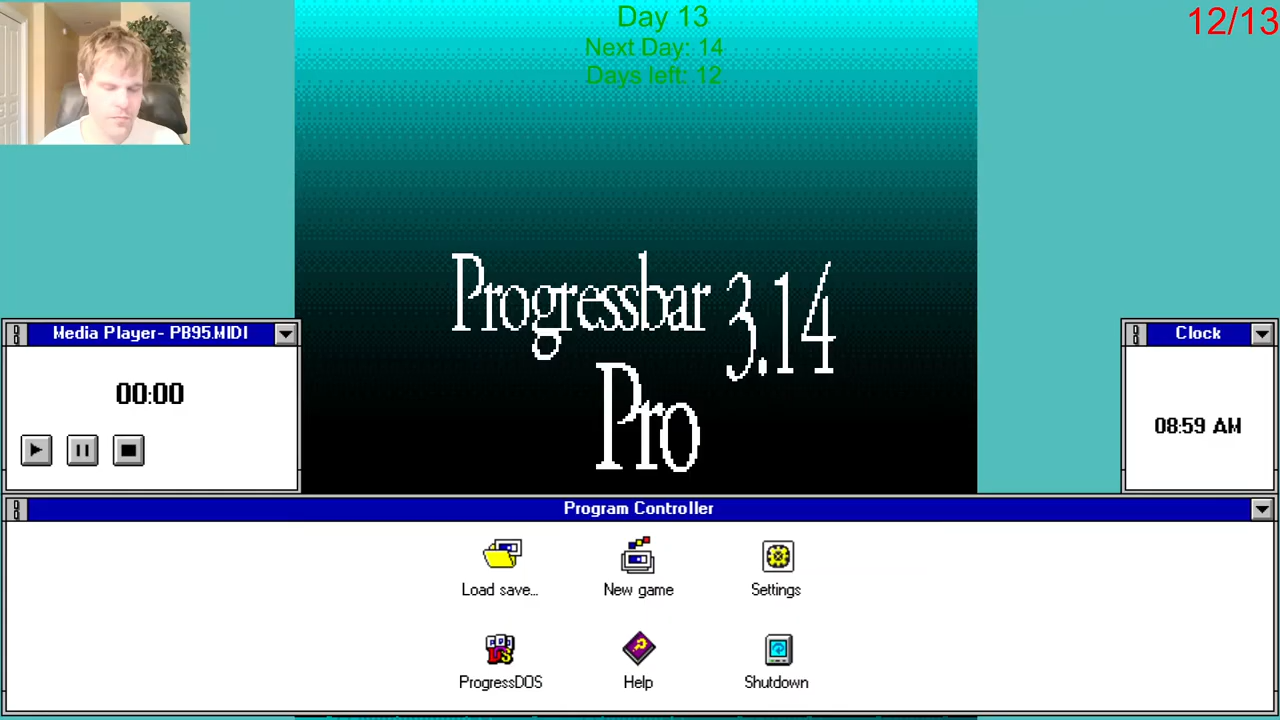 Day 13
Next Day: 14
Days left: 12
12/13
Progressbar 3.14
Pro
Media Player- PB95.MIDI
00:00
Clock
08:59 AM
Program Controller
Load save...
New game
Settings
ProgressDOS
Help
Shutdown